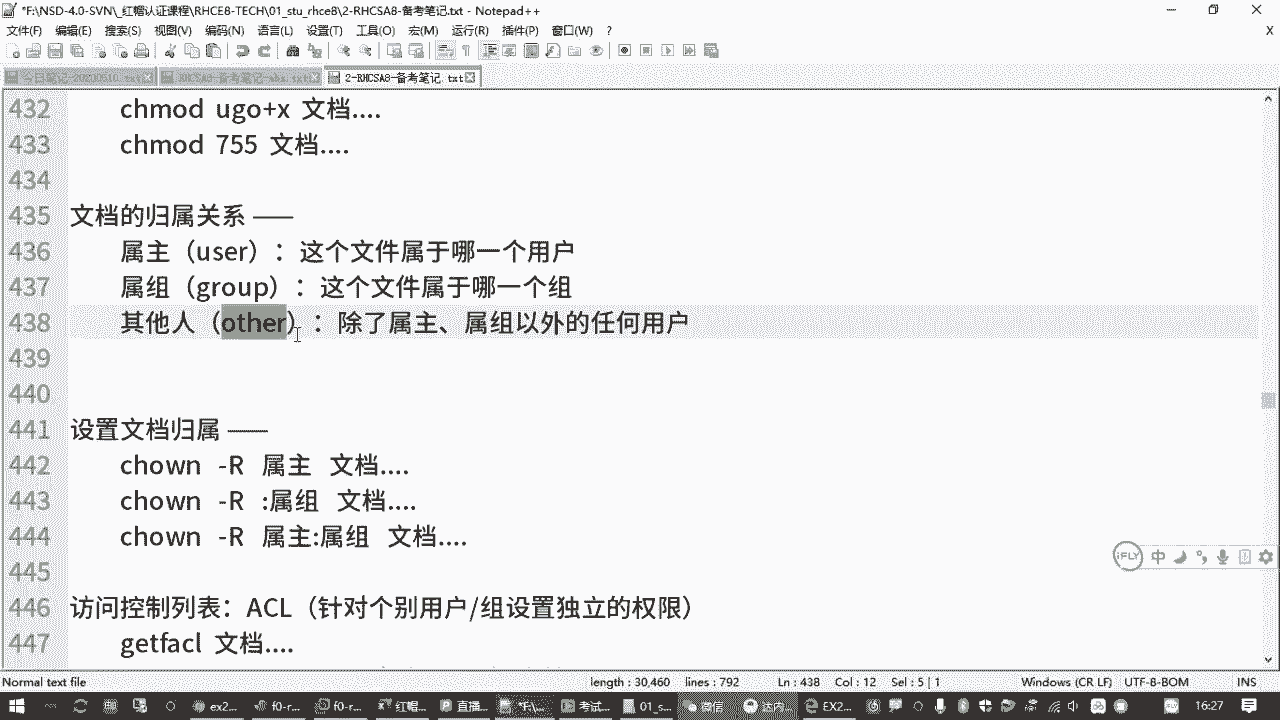 *F:\NSD-4.0-SVN\_红帽认证课程\RHCE8-TECH\01_stu_rhce8\2-RHCSA8-备考笔记.txt - Notepad++
文件(F) 编辑(E) 搜索(S) 视图(V) 编码(N) 语言(L) 设置(T) 工具(O) 宏(M) 运行(R) 插件(P) 窗口(W) ? X
2-RHCSA8-备考笔记.txt
432 chmod ugo+x 文档....
433 chmod 755 文档....
434
435 文档的归属关系 ——
436 属主（user）：这个文件属于哪一个用户
437 属组（group）：这个文件属于哪一个组
438 其他人（other）：除了属主、属组以外的任何用户
439
440
441 设置文档归属 ——
442 chown -R 属主 文档....
443 chown -R :属组 文档....
444 chown -R 属主:属组 文档....
445
446 访问控制列表：ACL（针对个别用户/组设置独立的权限）
447 getfacl 文档....
iFLY 中
Normal text file length : 30,460 lines : 792 Ln : 438 Col : 12 Sel : 5 | 1 Windows (CR LF) UTF-8-BOM INS
ex2... f0-r... f0-r... 红帽... 直播... 考试... 01_s... 微信 EX2... 16:27